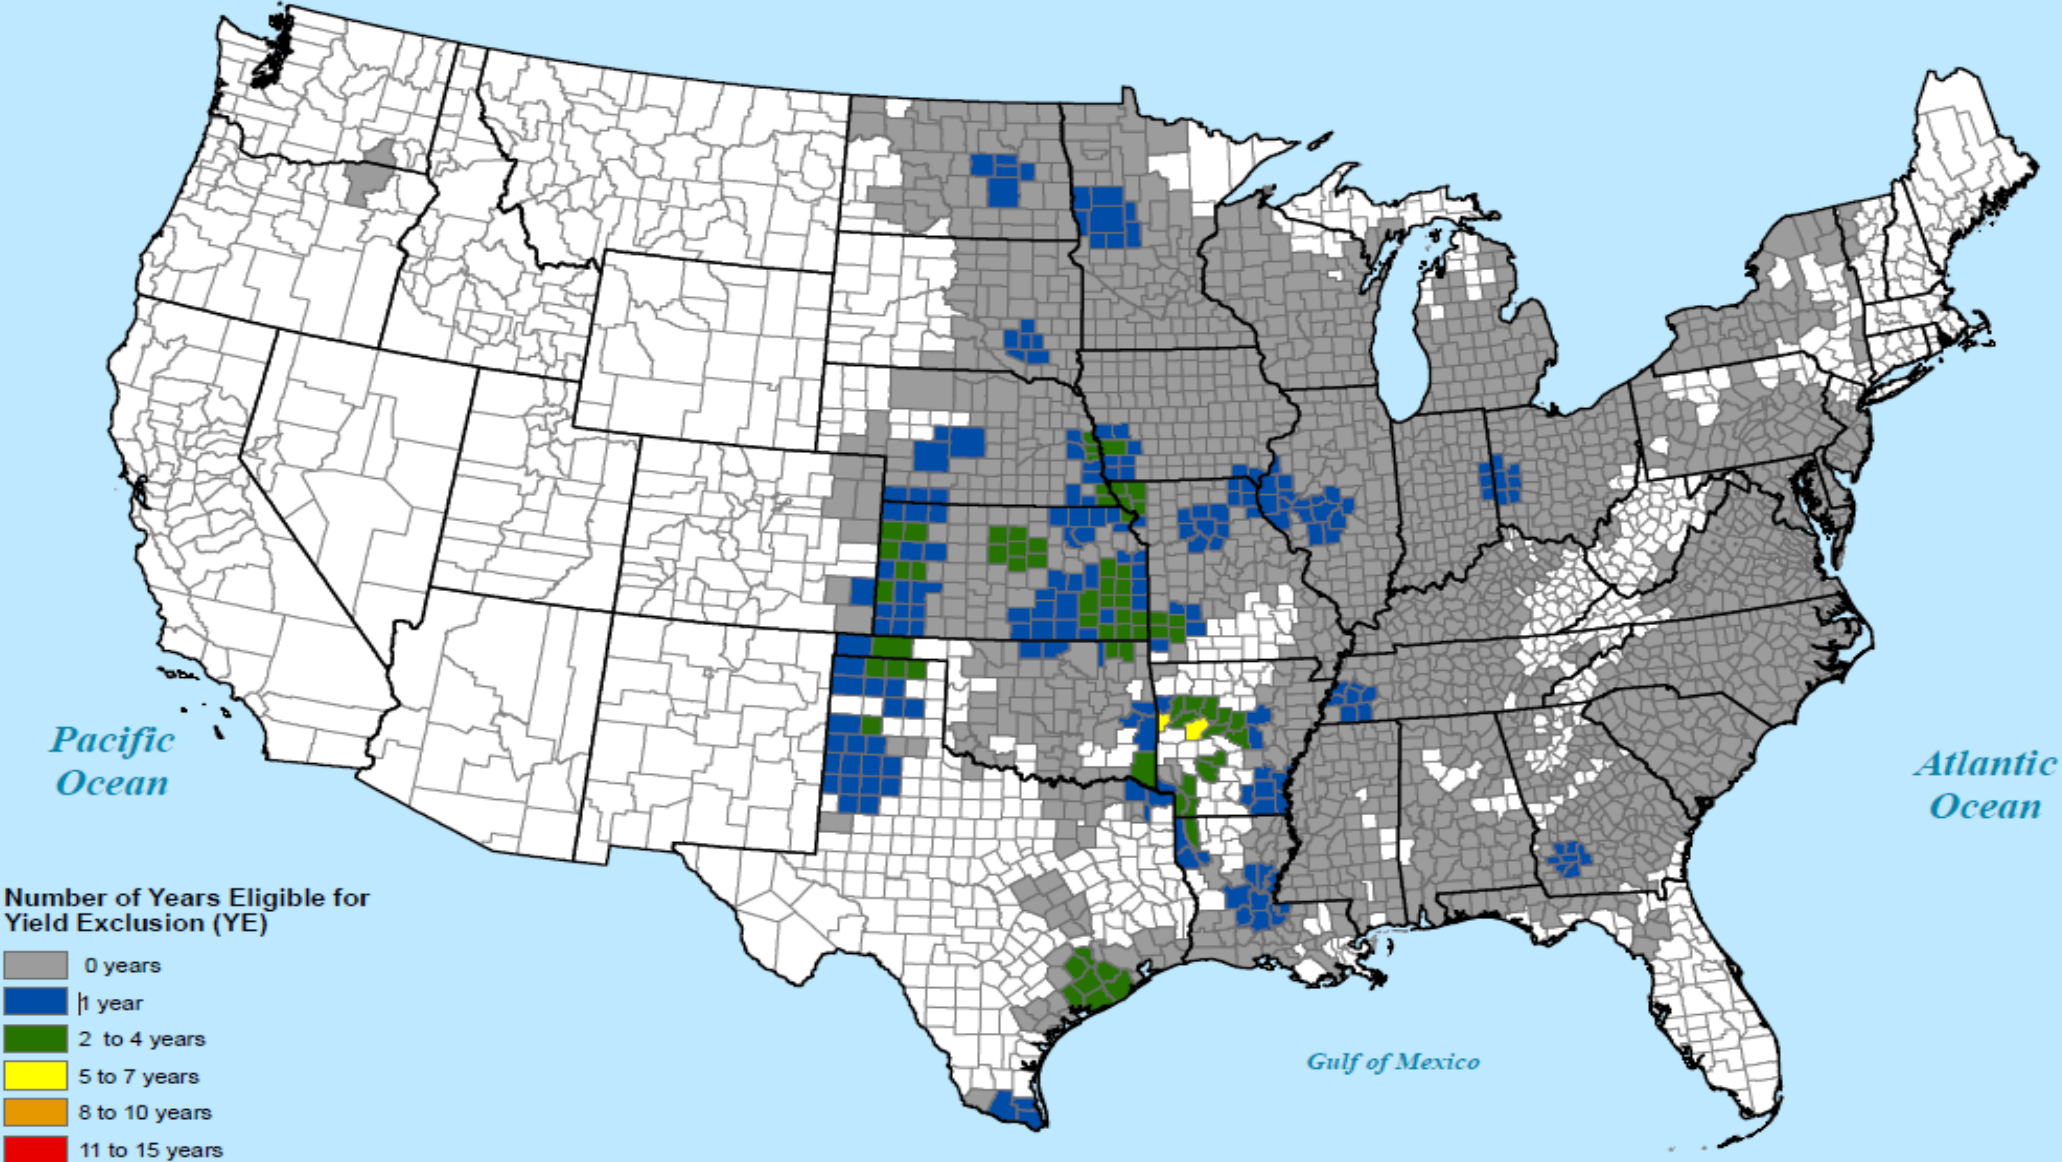 Pacific
Ocean
Atlantic
Ocean
Gulf of Mexico
Number of Years Eligible for
Yield Exclusion (YE)
0 years
1 year
2 to 4 years
5 to 7 years
8 to 10 years
11 to 15 years